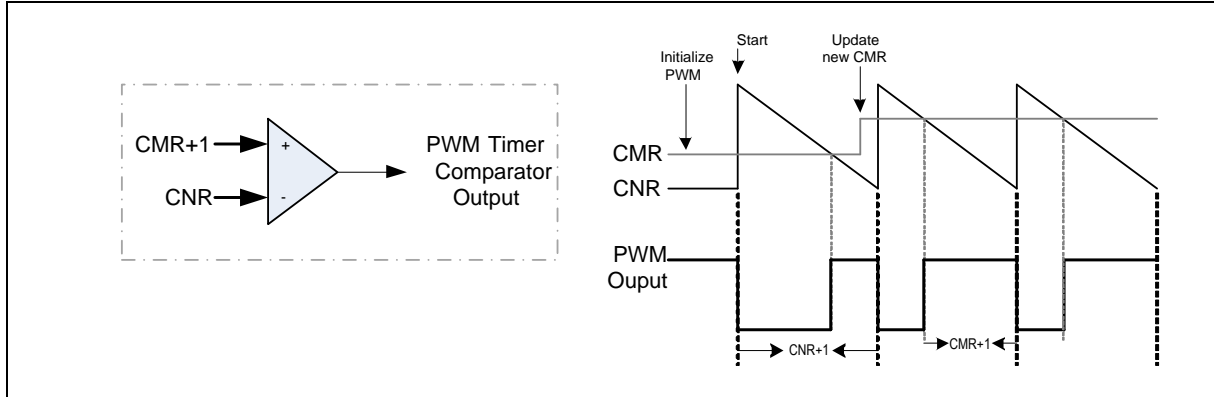 CMR+1
CNR
+
-
PWM Timer
Comparator
Output
Start
Initialize
PWM
Update
new CMR
CMR
CNR
PWM
Ouput
CNR+1
CMR+1